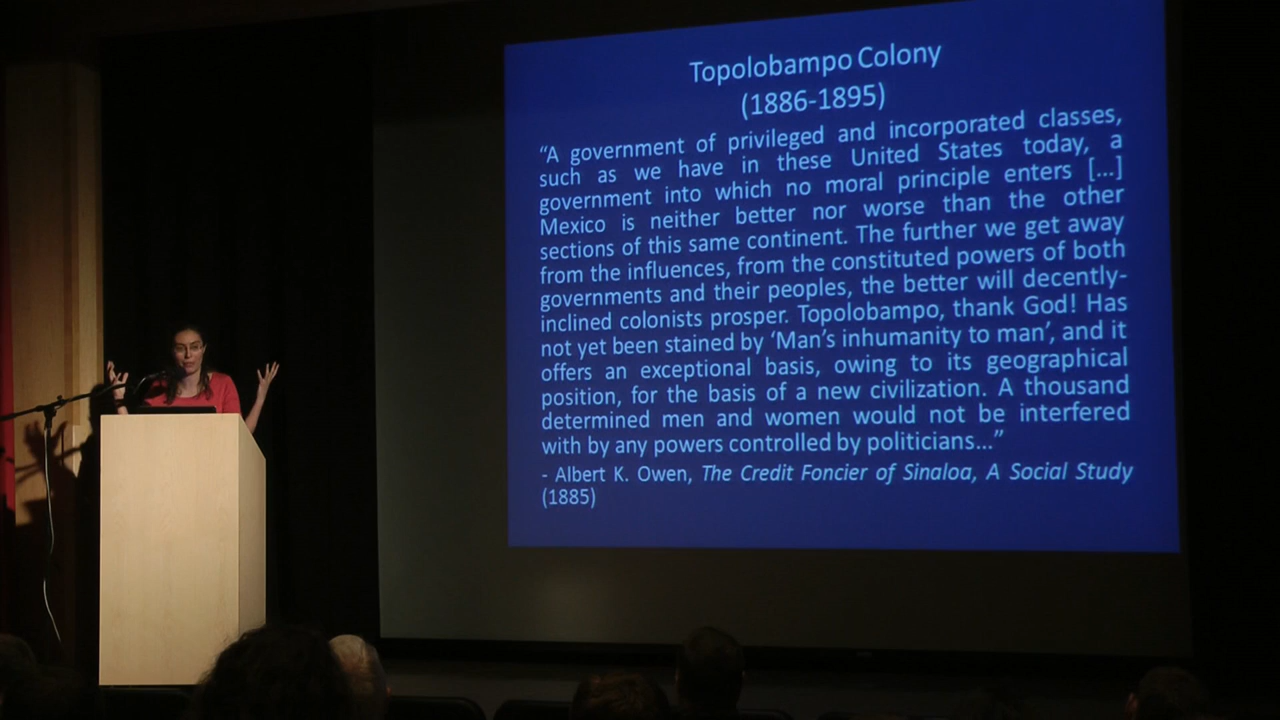 Topolobampo Colony
(1886-1895)
“A government of privileged and incorporated classes,
such as we have in these United States today, a
government into which no moral principle enters [...]
Mexico is neither better nor worse than the other
sections of this same continent. The further we get away
from the influences, from the constituted powers of both
governments and their peoples, the better will decently-
inclined colonists prosper. Topolobampo, thank God! Has
not yet been stained by ‘Man’s inhumanity to man’, and it
offers an exceptional basis, owing to its geographical
position, for the basis of a new civilization. A thousand
determined men and women would not be interfered
with by any powers controlled by politicians...”
- Albert K. Owen, The Credit Foncier of Sinaloa, A Social Study
(1885)